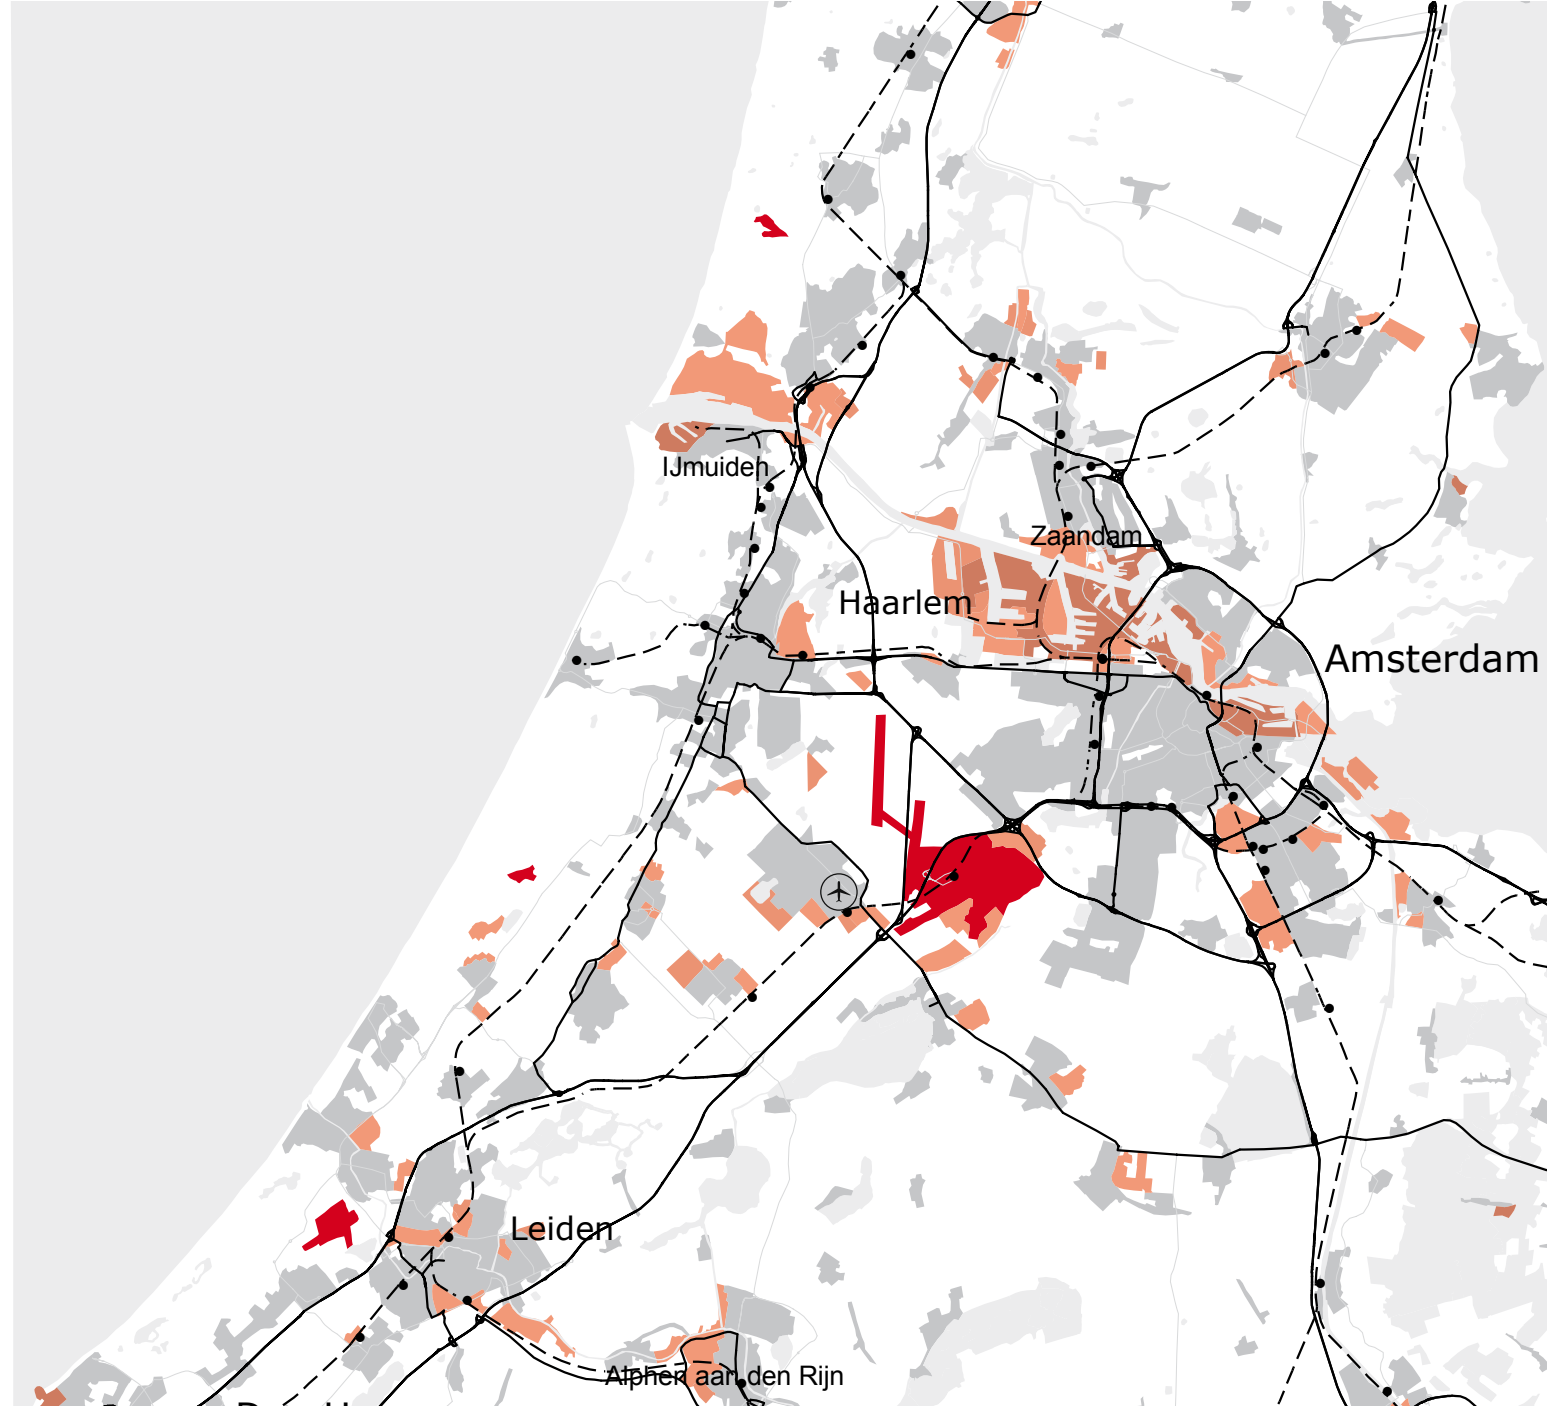 IJmuiden
Zaandam
Haarlem
Amsterdam
Leiden
Alphen aan den Rijn